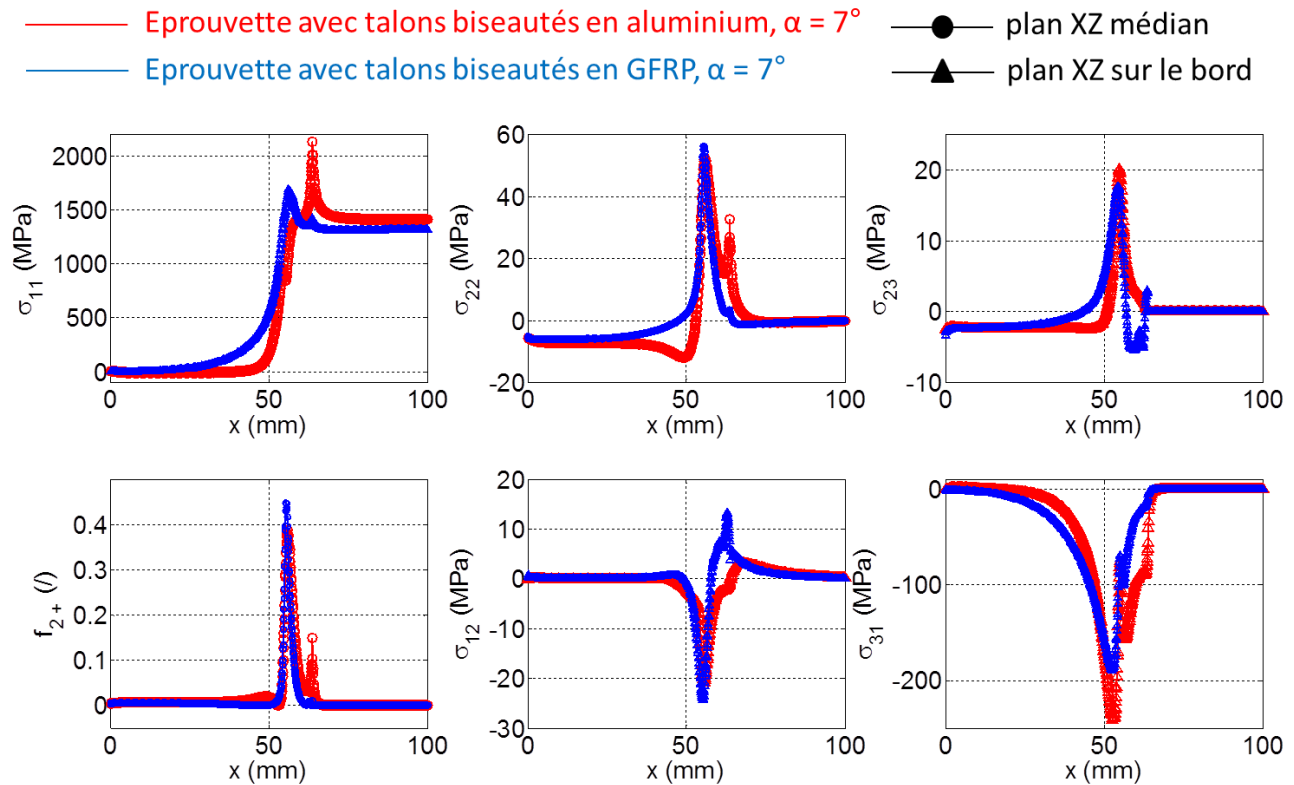 Eprouvette avec talons biseautés en aluminium, α = 7°
plan XZ médian
Eprouvette avec talons biseautés en GFRP, α = 7°
plan XZ sur le bord
σ11 (MPa)
2000
1500
1000
500
0
0 50 100
x (mm)
σ22 (MPa)
60
40
20
0
-20
0 50 100
x (mm)
σ23 (MPa)
20
10
0
-10
0 50 100
x (mm)
f2+ (/)
0.4
0.3
0.2
0.1
0
0 50 100
x (mm)
σ12 (MPa)
20
10
0
-10
-20
-30
0 50 100
x (mm)
σ31 (MPa)
0
-100
-200
0 50 100
x (mm)